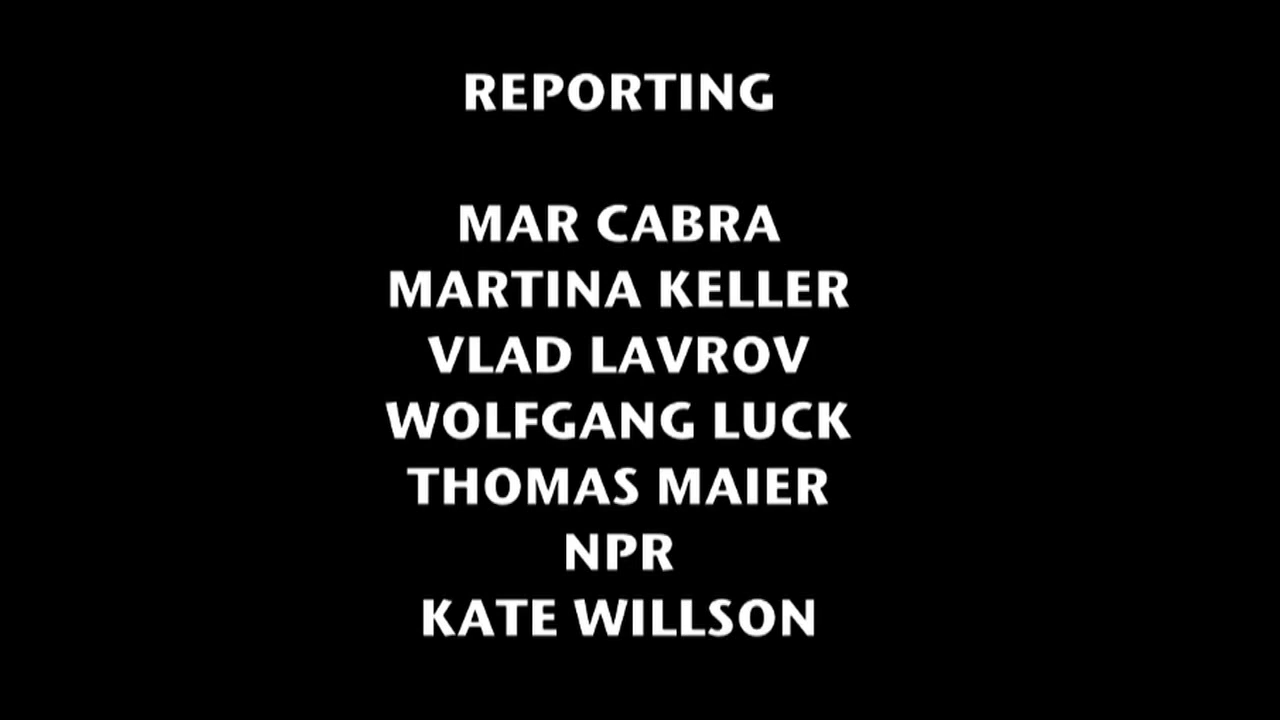 REPORTING
MAR CABRA
MARTINA KELLER
VLAD LAVROV
WOLFGANG LUCK
THOMAS MAIER
NPR
KATE WILLSON